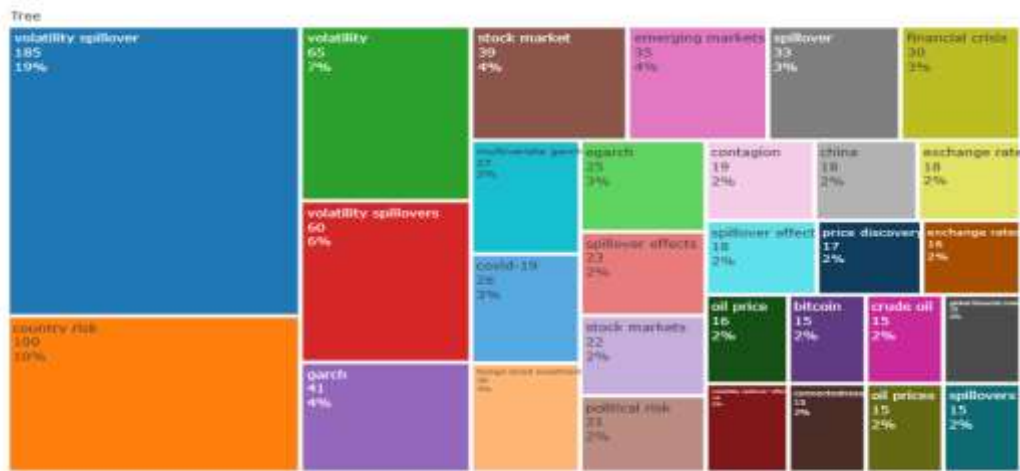 Tree
volatility spillover
185
19%
country risk
100
10%
volatility
65
7%
volatility spillovers
60
6%
garch
41
4%
stock market
39
4%
emerging markets
35
4%
spillover
33
3%
financial crisis
30
3%
multivariate garch
27
3%
covid-19
26
3%
egarch
25
3%
spillover effects
23
2%
stock markets
22
2%
political risk
21
2%
contagion
19
2%
china
18
2%
exchange rate
18
2%
spillover effect
18
2%
price discovery
17
2%
exchange rates
16
2%
oil price
16
2%
bitcoin
15
2%
crude oil
15
2%
connectedness
15
2%
oil prices
15
2%
spillovers
15
2%